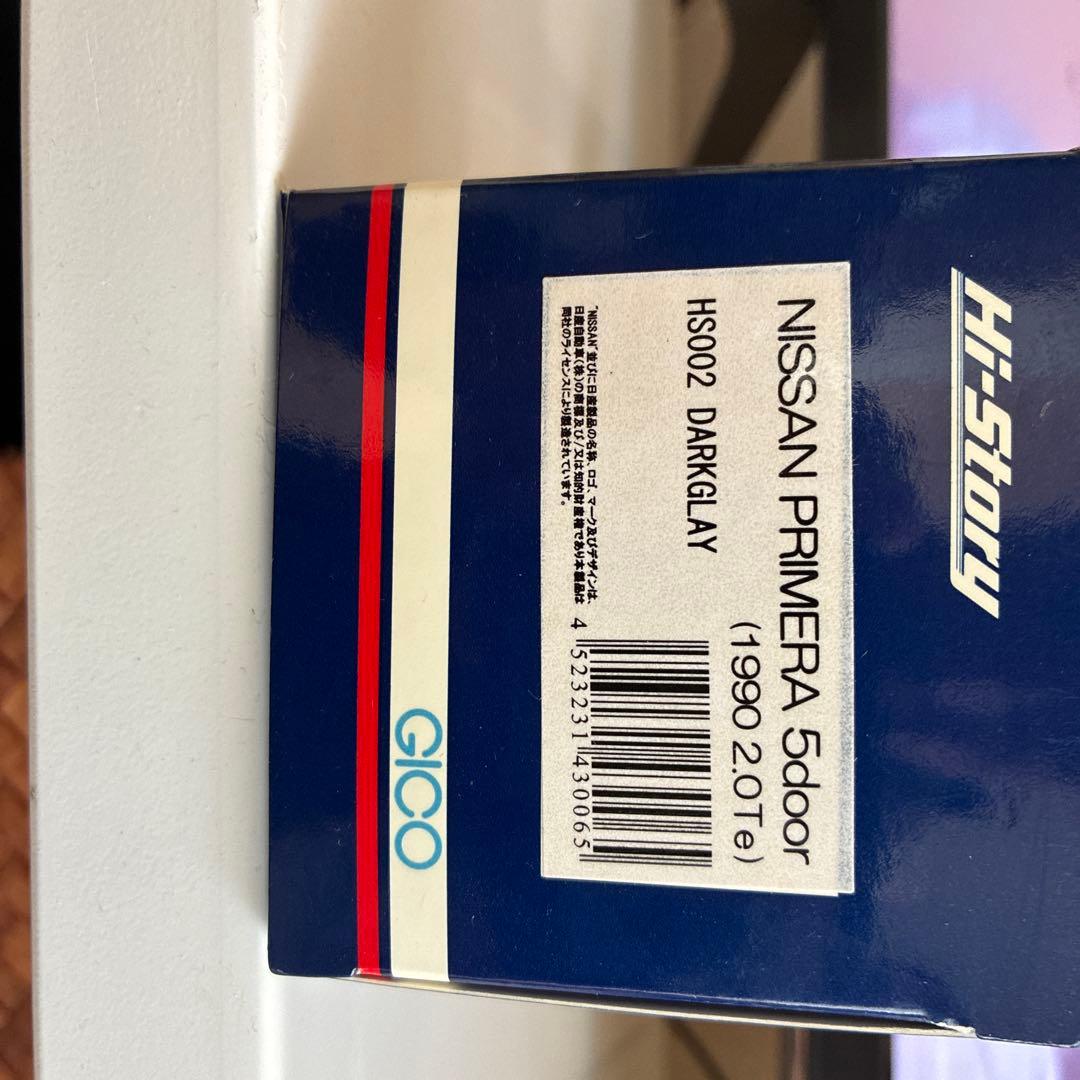 Hi-Story
NISSAN PRIMERA 5door
(1990 2.0Te)
HS002 DARKGLAY
4 523231 430065
"NISSAN"並びに日産製品の名称、ロゴ、マーク及びデザインは、
日産自動車(株)の商標及び/又は知的財産権であり本製品は
同社のライセンスにより製造されています。
GICO